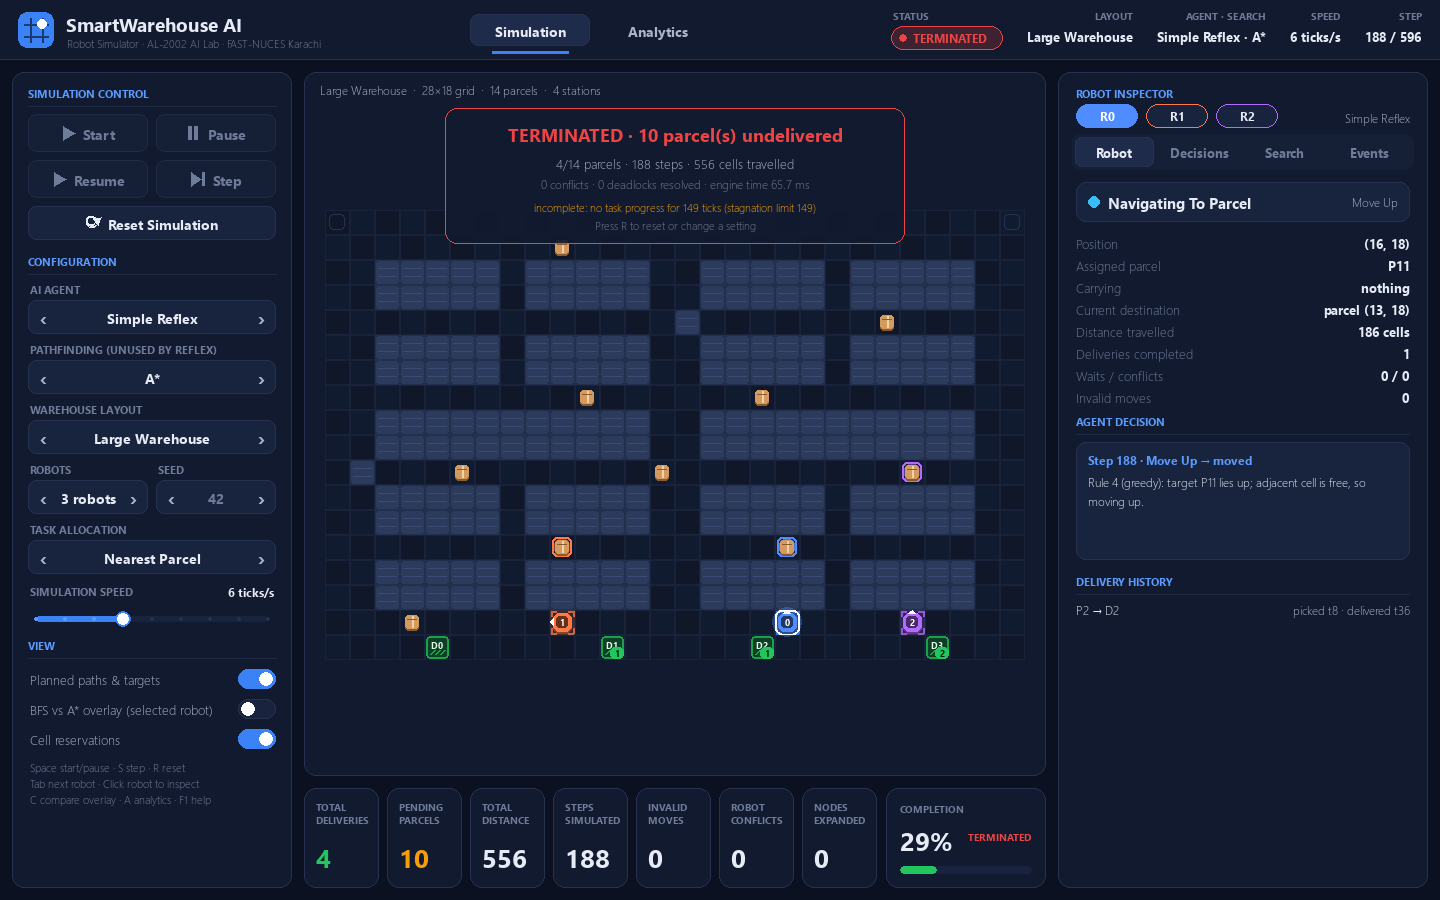 SmartWarehouse AI
Robot Simulator · AL-2002 AI Lab · FAST-NUCES Karachi
Simulation
Analytics
STATUS
TERMINATED
LAYOUT
Large Warehouse
AGENT · SEARCH
Simple Reflex · A*
SPEED
6 ticks/s
STEP
188 / 596
SIMULATION CONTROL
Start
Pause
Resume
Step
Reset Simulation
CONFIGURATION
AI AGENT
‹ Simple Reflex ›
PATHFINDING (UNUSED BY REFLEX)
‹ A* ›
WAREHOUSE LAYOUT
‹ Large Warehouse ›
ROBOTS
‹ 3 robots ›
SEED
‹ 42 ›
TASK ALLOCATION
‹ Nearest Parcel ›
SIMULATION SPEED
6 ticks/s
VIEW
Planned paths & targets
BFS vs A* overlay (selected robot)
Cell reservations
Space start/pause · S step · R reset
Tab next robot · Click robot to inspect
C compare overlay · A analytics · F1 help
Large Warehouse · 28×18 grid · 14 parcels · 4 stations
TERMINATED · 10 parcel(s) undelivered
4/14 parcels · 188 steps · 556 cells travelled
0 conflicts · 0 deadlocks resolved · engine time 65.7 ms
incomplete: no task progress for 149 ticks (stagnation limit 149)
Press R to reset or change a setting
1
0
2
D0
D1
1
D2
1
D3
2
TOTAL DELIVERIES
4
PENDING PARCELS
10
TOTAL DISTANCE
556
STEPS SIMULATED
188
INVALID MOVES
0
ROBOT CONFLICTS
0
NODES EXPANDED
0
COMPLETION
29%
TERMINATED
ROBOT INSPECTOR
R0
R1
R2
Simple Reflex
Robot
Decisions
Search
Events
Navigating To Parcel
Move Up
Position (16, 18)
Assigned parcel P11
Carrying nothing
Current destination parcel (13, 18)
Distance travelled 186 cells
Deliveries completed 1
Waits / conflicts 0 / 0
Invalid moves 0
AGENT DECISION
Step 188 · Move Up → moved
Rule 4 (greedy): target P11 lies up; adjacent cell is free, so
moving up.
DELIVERY HISTORY
P2 → D2
picked t8 · delivered t36